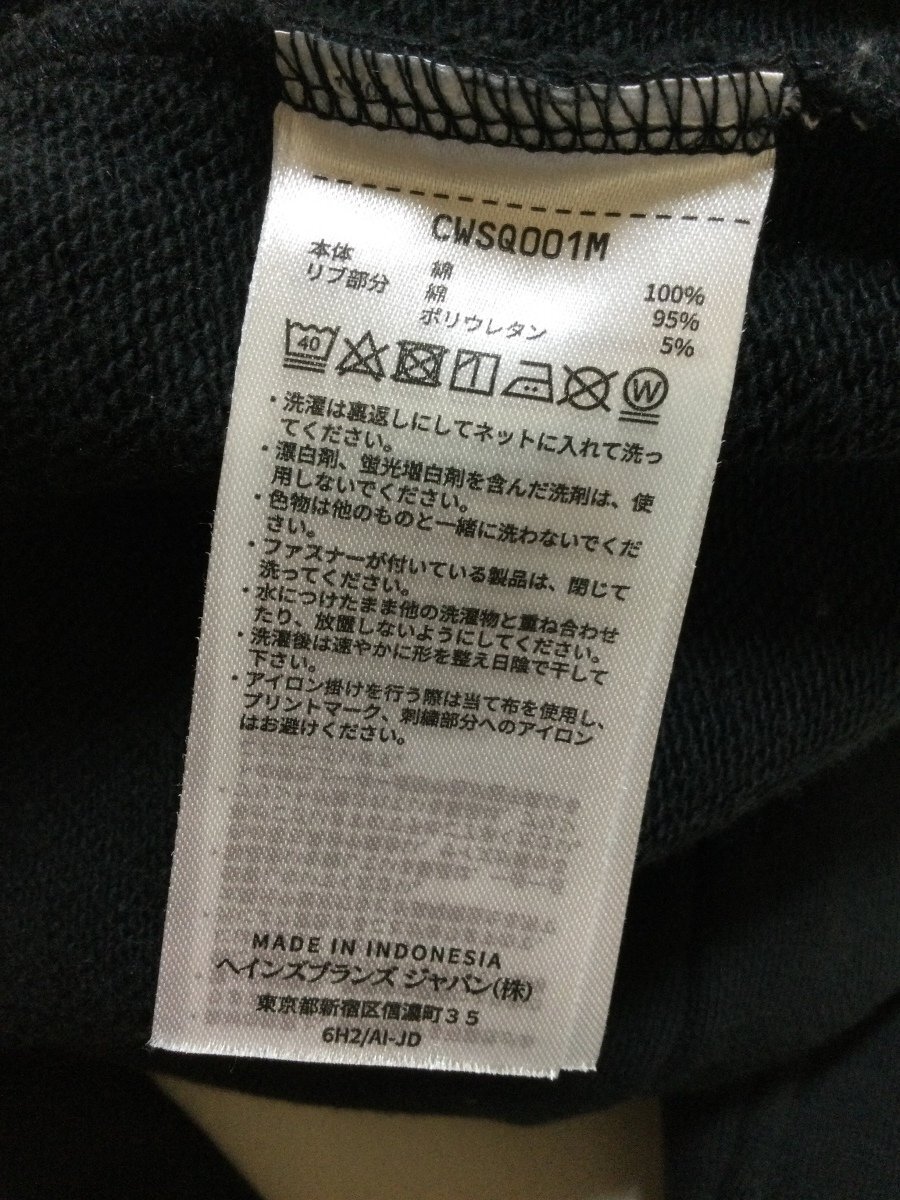 CWSQ001M
本体 綿 100%
リブ部分 綿 95%
ポリウレタン 5%
40 W
・洗濯は裏返しにしてネットに入れて洗っ
てください。
・漂白剤、蛍光増白剤を含んだ洗剤は、使
用しないでください。
・色物は他のものと一緒に洗わないでくだ
さい。
・ファスナーが付いている製品は、閉じて
洗ってください。
・水につけたまま他の洗濯物と重ね合わせ
たり、放置しないようにしてください。
・洗濯後は速やかに形を整え日陰で干して
下さい。
・アイロン掛けを行う際は当て布を使用し、
プリントマーク、刺繍部分へのアイロン
はお避けください。
MADE IN INDONESIA
ヘインズブランズ ジャパン(株)
東京都新宿区信濃町35
6H2/AI-JD